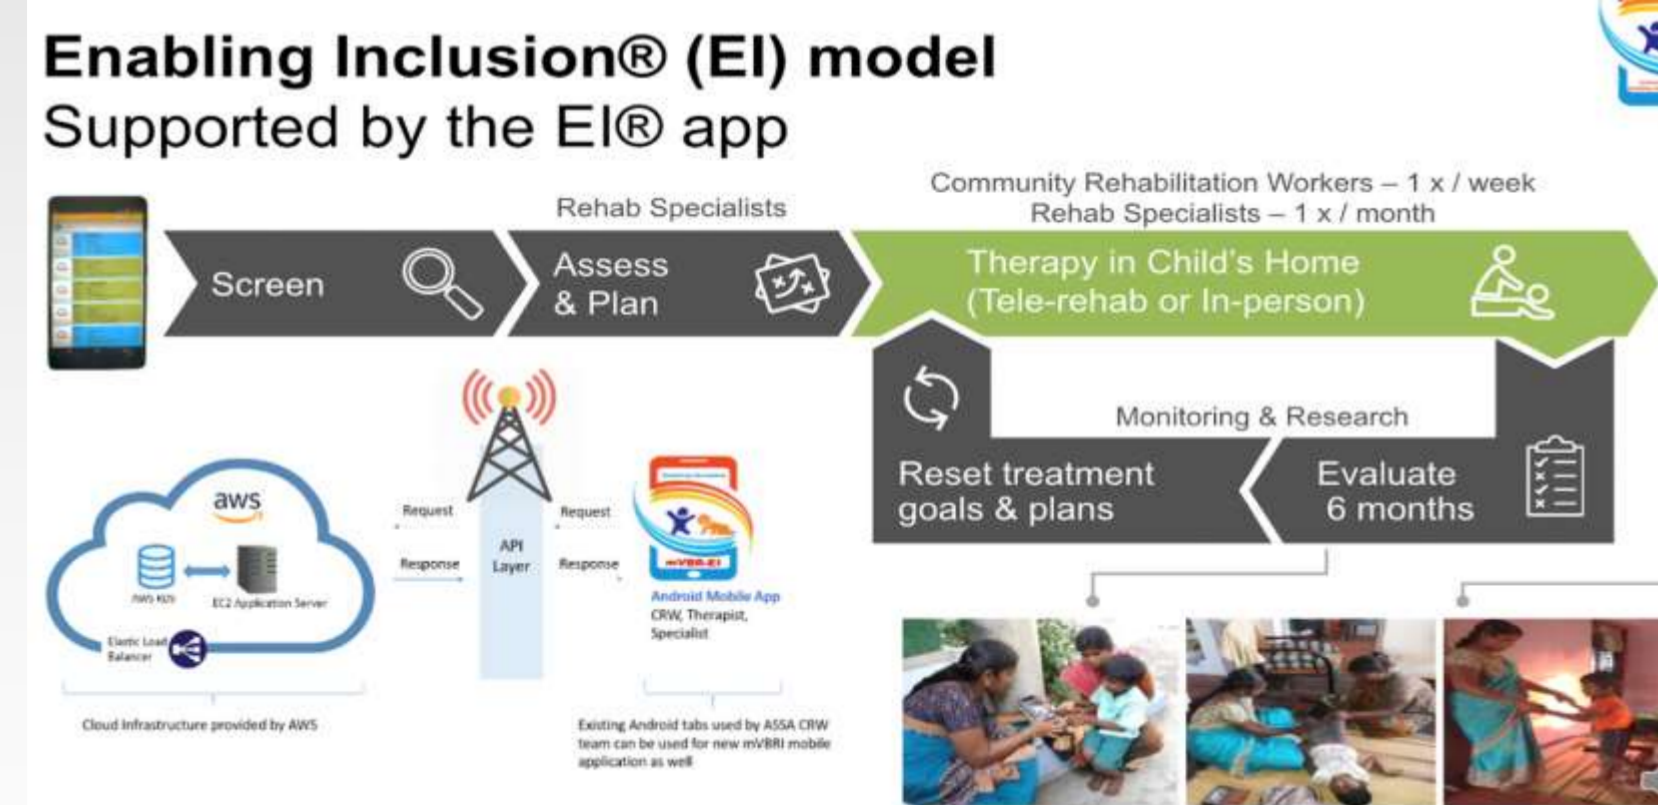 Enabling Inclusion® (EI) model
Supported by the EI® app
Rehab Specialists
Community Rehabilitation Workers – 1 x / week
Rehab Specialists – 1 x / month
Screen
Assess
& Plan
Therapy in Child's Home
(Tele-rehab or In-person)
Monitoring & Research
Reset treatment
goals & plans
Evaluate
6 months
aws
AWS RDS
EC2 Application Server
Elastic Load
Balancer
Cloud Infrastructure provided by AWS
Request
Response
API
Layer
Request
Response
mVBR-EI
Android Mobile App
CRW, Therapist,
Specialist
Existing Android tabs used by ASSA CRW
team can be used for new mVBRI mobile
application as well